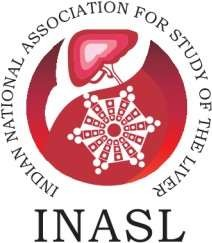 INDIAN NATIONAL ASSOCIATION FOR STUDY OF THE LIVER
INASL